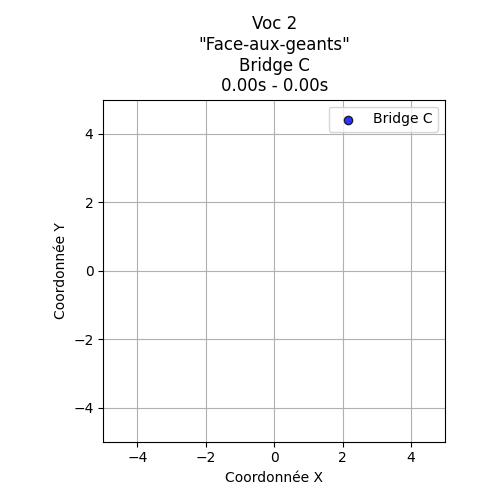 Voc 2
"Face-aux-geants"
Bridge C
0.00s - 0.00s
Bridge C
4
2
0
−2
−4
Coordonnée Y
−4 −2 0 2 4
Coordonnée X